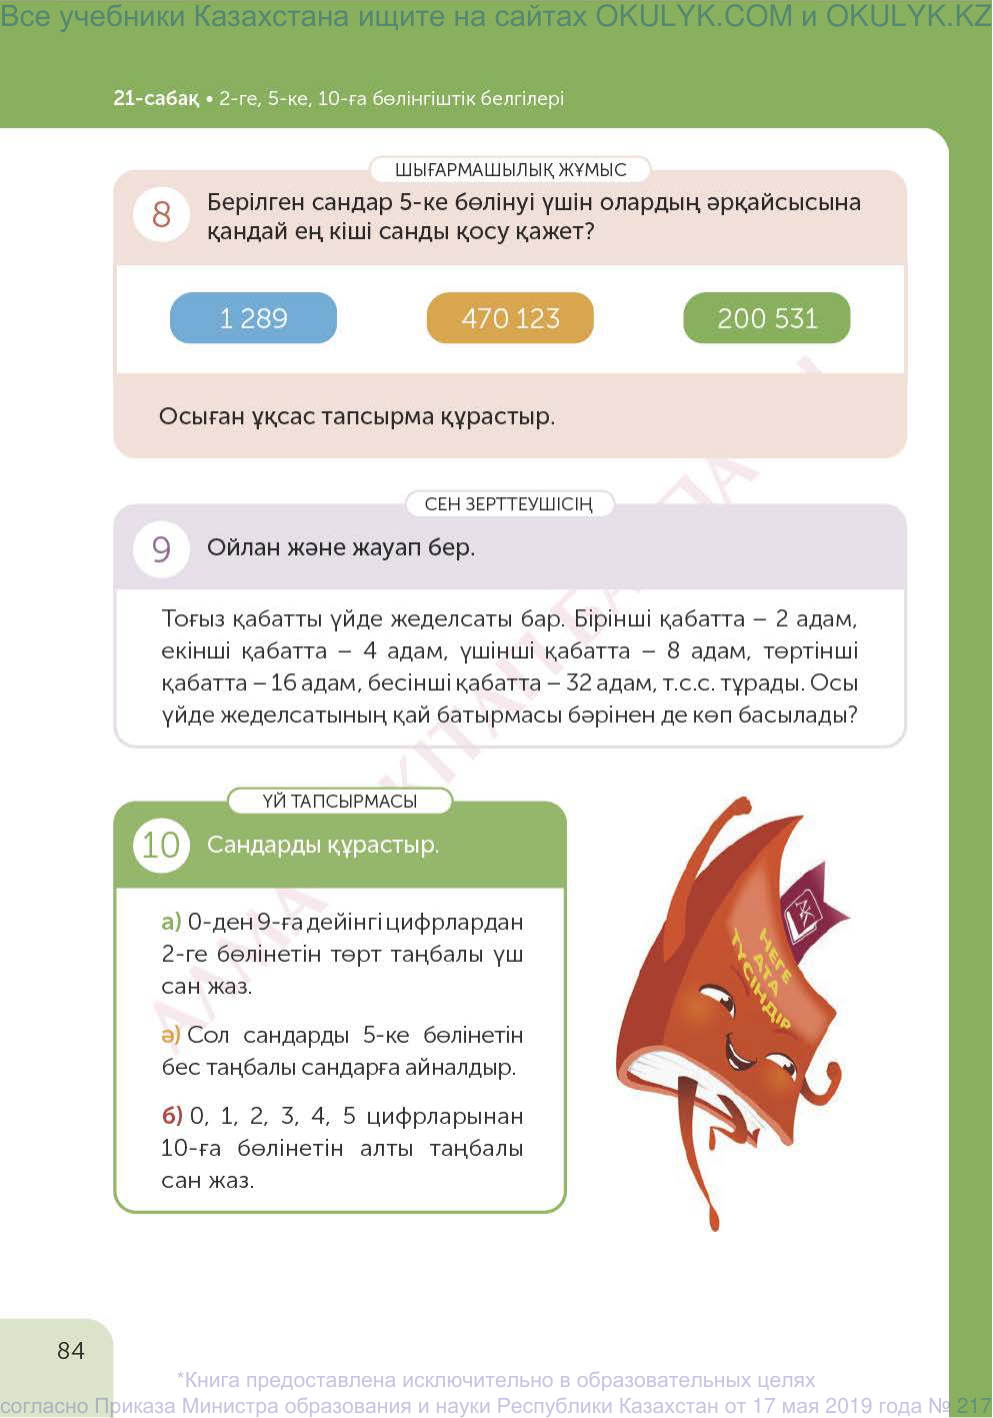 Все учебники Казахстана ищите на сайтах OKULYK.COM и OKULYK.KZ
21-сабақ • 2-ге, 5-ке, 10-ға бөлінгіштік белгілері
ШЫҒАРМАШЫЛЫҚ ЖҰМЫС
8 Берілген сандар 5-ке бөлінуі үшін олардың әрқайсысына
қандай ең кіші санды қосу қажет?
1 289 470 123 200 531
Осыған ұқсас тапсырма құрастыр.
СЕН ЗЕРТТЕУШІСІҢ
9 Ойлан және жауап бер.
Тоғыз қабатты үйде жеделсаты бар. Бірінші қабатта – 2 адам,
екінші қабатта – 4 адам, үшінші қабатта – 8 адам, төртінші
қабатта – 16 адам, бесінші қабатта – 32 адам, т.с.с. тұрады. Осы
үйде жеделсатының қай батырмасы бәрінен де көп басылады?
ҮЙ ТАПСЫРМАСЫ
10 Сандарды құрастыр.
а) 0-ден 9-ға дейінгі цифрлардан
2-ге бөлінетін төрт таңбалы үш
сан жаз.
ә) Сол сандарды 5-ке бөлінетін
бес таңбалы сандарға айналдыр.
б) 0, 1, 2, 3, 4, 5 цифрларынан
10-ға бөлінетін алты таңбалы
сан жаз.
НЕГЕ
АТА
ТҮСІНДІР
84
*Книга предоставлена исключительно в образовательных целях
согласно Приказа Министра образования и науки Республики Казахстан от 17 мая 2019 года № 217